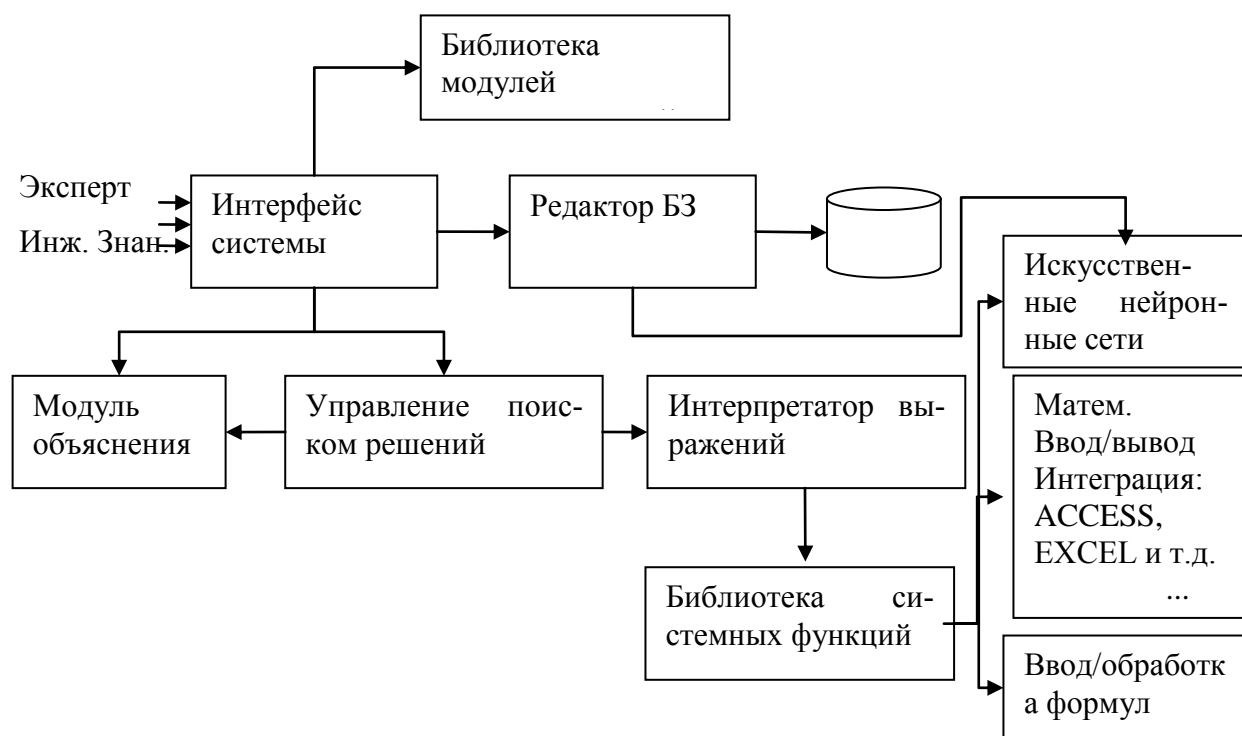 Библиотека
модулей
Эксперт
Инж. Знан.
Интерфейс
системы
Редактор БЗ
Искусствен-
ные нейрон-
ные сети
Модуль
объяснения
Управление поис-
ком решений
Интерпретатор вы-
ражений
Матем.
Ввод/вывод
Интеграция:
ACCESS,
EXCEL и т.д.
...
Библиотека си-
стемных функций
Ввод/обработк
а формул